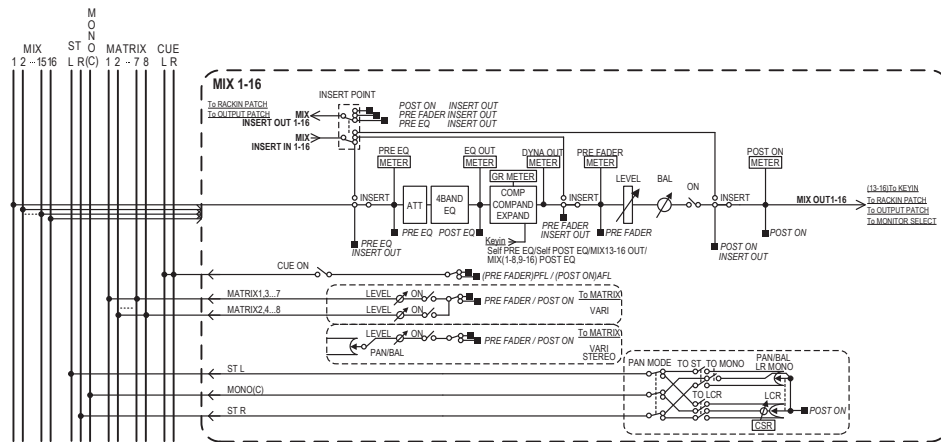 MONO(C)
MIX
ST
MATRIX
CUE
1 2 ··· 15 16
L R
1 2 ·· 7 8
L R
MIX 1-16
INSERT POINT
To RACKIN PATCH
To OUTPUT PATCH
MIX
INSERT OUT 1-16
POST ON INSERT OUT
PRE FADER INSERT OUT
PRE EQ INSERT OUT
MIX
INSERT IN 1-16
PRE EQ
METER
EQ OUT
METER
DYNA OUT
METER
PRE FADER
METER
POST ON
METER
GR METER
LEVEL
BAL
ON
INSERT
ATT
4BAND
EQ
COMP
COMPAND
EXPAND
INSERT
INSERT
MIX OUT1-16
(13-16)To KEYIN
To RACKIN PATCH
To OUTPUT PATCH
To MONITOR SELECT
PRE EQ
POST EQ
PRE FADER
INSERT OUT
PRE FADER
POST ON
PRE EQ
INSERT OUT
Keyin
Self PRE EQ/Self POST EQ/MIX13-16 OUT/
MIX(1-8,9-16) POST EQ
POST ON
INSERT OUT
CUE ON
(PRE FADER)PFL / (POST ON)AFL
MATRIX1,3...7
LEVEL
ON
PRE FADER / POST ON
To MATRIX
MATRIX2,4...8
LEVEL
ON
VARI
LEVEL
ON
PRE FADER / POST ON
To MATRIX
PAN/BAL
VARI
STEREO
ST L
PAN MODE
TO ST
TO MONO
PAN/BAL
LR MONO
MONO(C)
TO LCR
LCR
ST R
CSR
POST ON